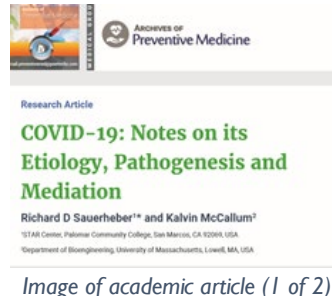 MEDICAL GROUP
ARCHIVES OF
Preventive Medicine
Research Article
COVID-19: Notes on its
Etiology, Pathogenesis and
Mediation
Richard D Sauerheber¹* and Kalvin McCallum²
¹STAR Center, Palomar Community College, San Marcos, CA 92069, USA
²Department of Bioengineering, University of Massachusetts, Lowell, MA, USA
Image of academic article (1 of 2)